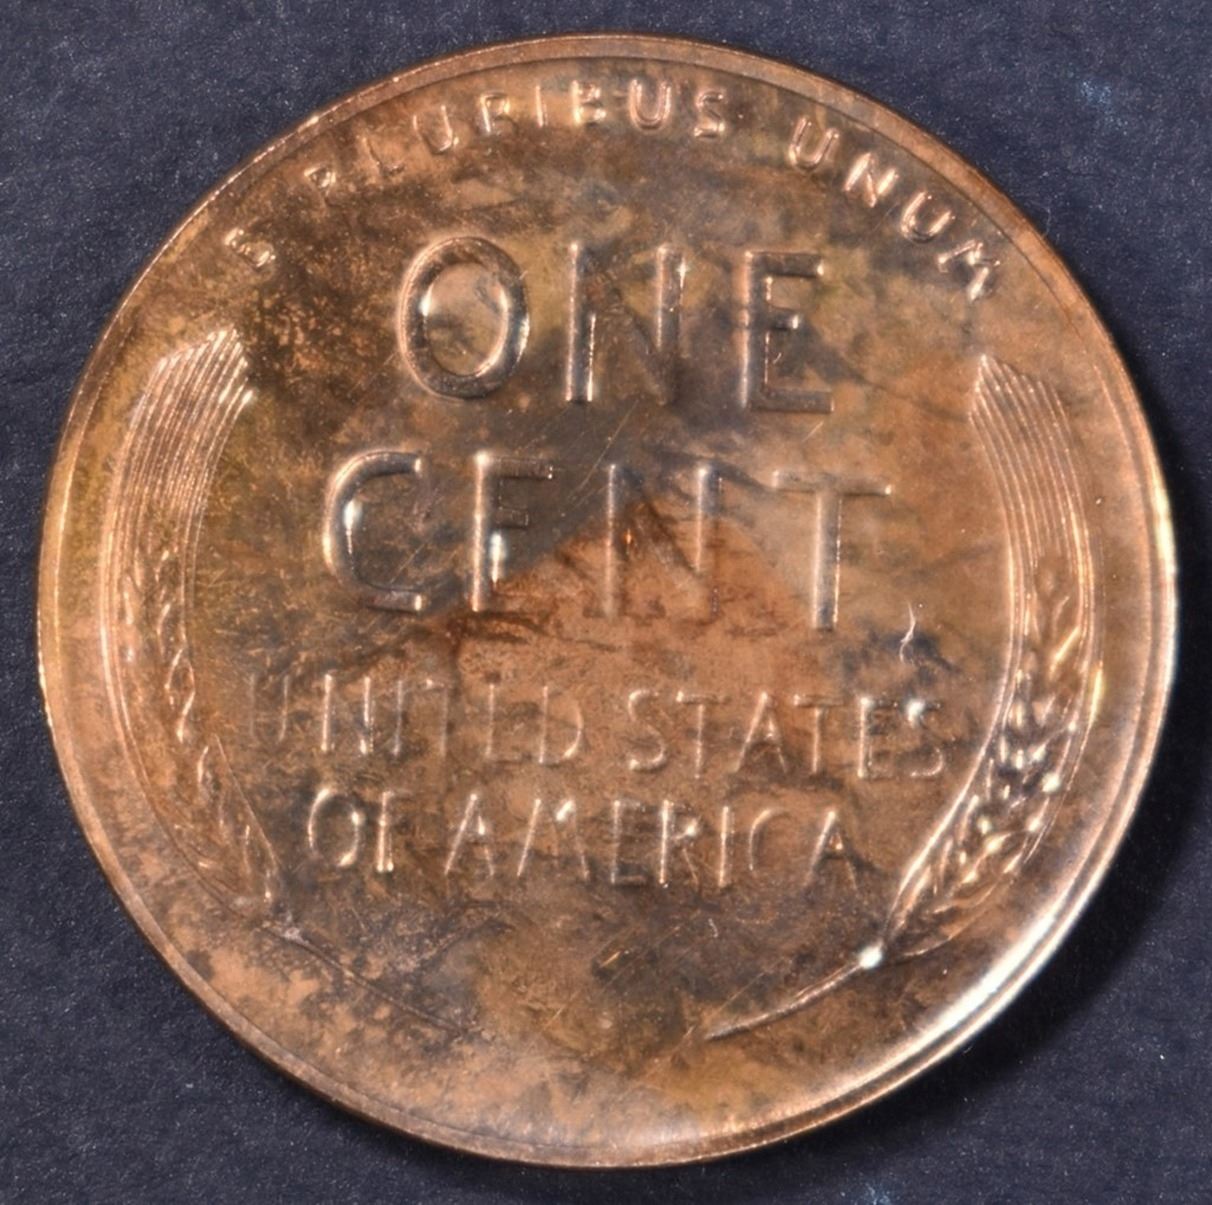 E PLURIBUS UNUM
ONE
CENT
UNITED STATES
OF AMERICA